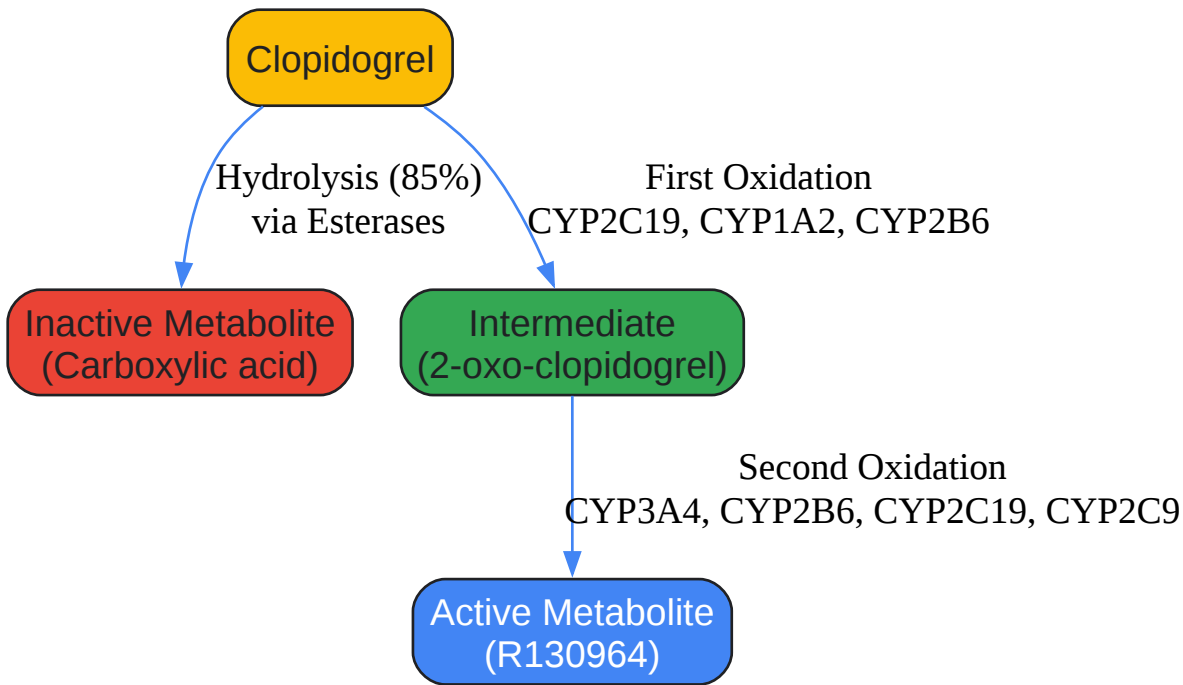 Clopidogrel
Hydrolysis (85%)
via Esterases
First Oxidation
CYP2C19, CYP1A2, CYP2B6
Inactive Metabolite
(Carboxylic acid)
Intermediate
(2-oxo-clopidogrel)
Second Oxidation
CYP3A4, CYP2B6, CYP2C19, CYP2C9
Active Metabolite
(R130964)